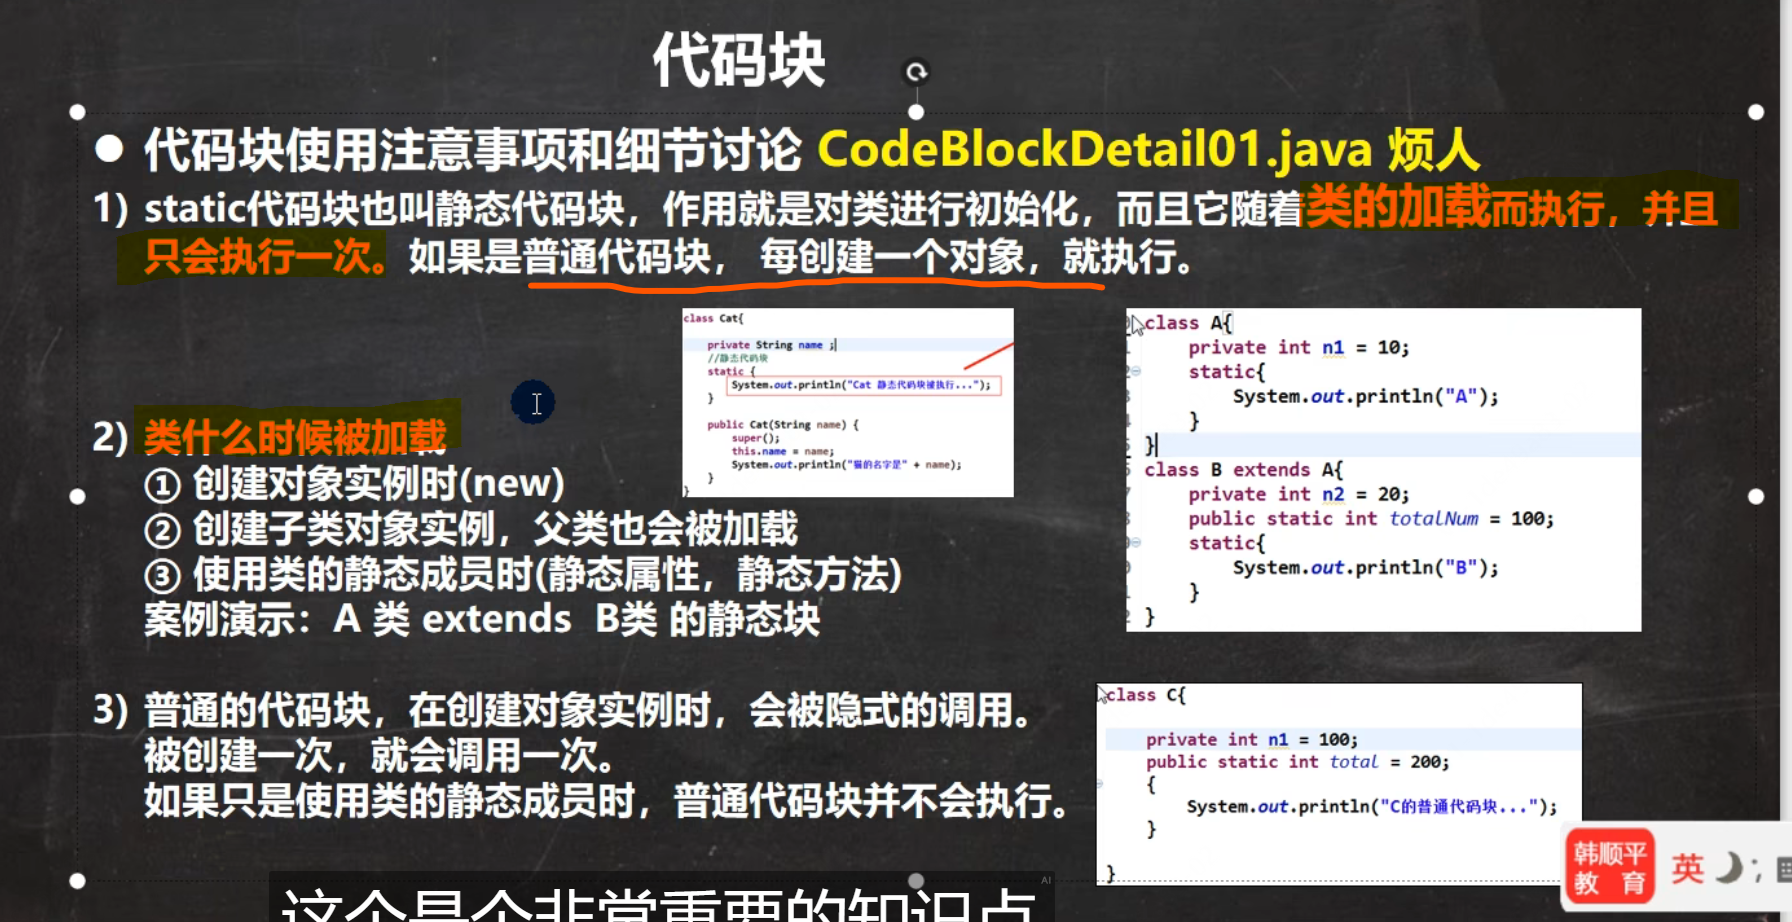 代码块
● 代码块使用注意事项和细节讨论 CodeBlockDetail01.java 烦人
1) static代码块也叫静态代码块，作用就是对类进行初始化，而且它随着类的加载而执行，并且
只会执行一次。如果是普通代码块， 每创建一个对象，就执行。
class Cat{
private String name ;
//静态代码块
static {
System.out.println("Cat 静态代码块被执行...");
}
public Cat(String name) {
super();
this.name = name;
System.out.println("猫的名字是" + name);
}
}
class A{
private int n1 = 10;
static{
System.out.println("A");
}
}
class B extends A{
private int n2 = 20;
public static int totalNum = 100;
static{
System.out.println("B");
}
}
2) 类什么时候被加载
① 创建对象实例时(new)
② 创建子类对象实例，父类也会被加载
③ 使用类的静态成员时(静态属性，静态方法)
案例演示：A 类 extends B类 的静态块
3) 普通的代码块，在创建对象实例时，会被隐式的调用。
被创建一次，就会调用一次。
如果只是使用类的静态成员时，普通代码块并不会执行。
class C{
private int n1 = 100;
public static int total = 200;
{
System.out.println("C的普通代码块...");
}
}
韩顺平
教 育
英
;
AI
这个是个非常重要的知识点